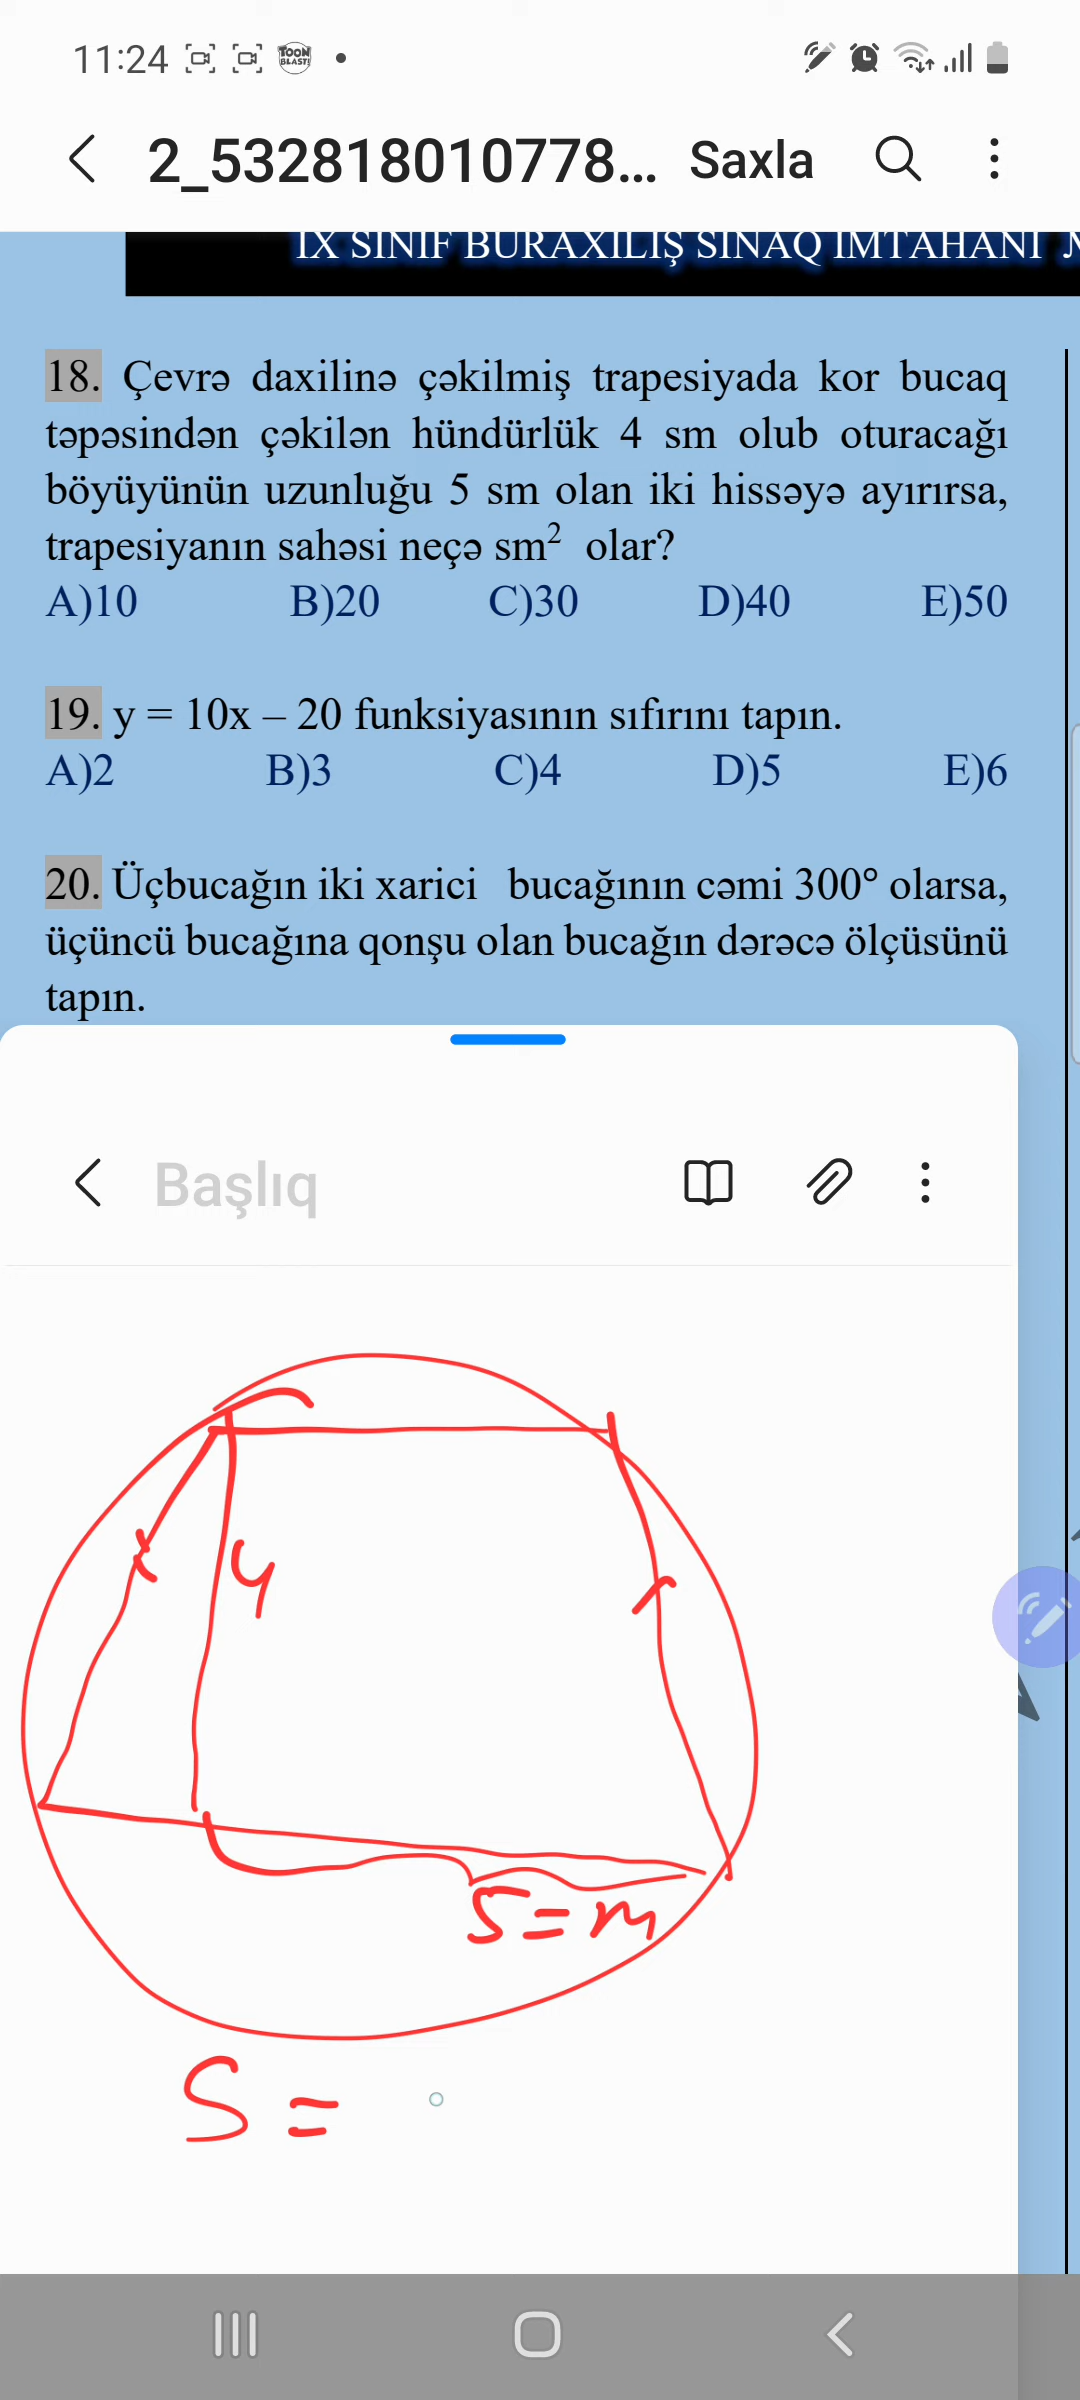 11:24 TOON BLAST!
2_532818010778... Saxla
IX SINIF BURAXILIŞ SINAQ İMTAHANI
18. Çevrə daxilinə çəkilmiş trapesiyada kor bucaq
təpəsindən çəkilən hündürlük 4 sm olub oturacağı
böyüyünün uzunluğu 5 sm olan iki hissəyə ayırırsa,
trapesiyanın sahəsi neçə sm² olar?
A)10 B)20 C)30 D)40 E)50
19. y = 10x – 20 funksiyasının sıfırını tapın.
A)2 B)3 C)4 D)5 E)6
20. Üçbucağın iki xarici bucağının cəmi 300° olarsa,
üçüncü bucağına qonşu olan bucağın dərəcə ölçüsünü
tapın.
Başlıq
4
5=m
S=